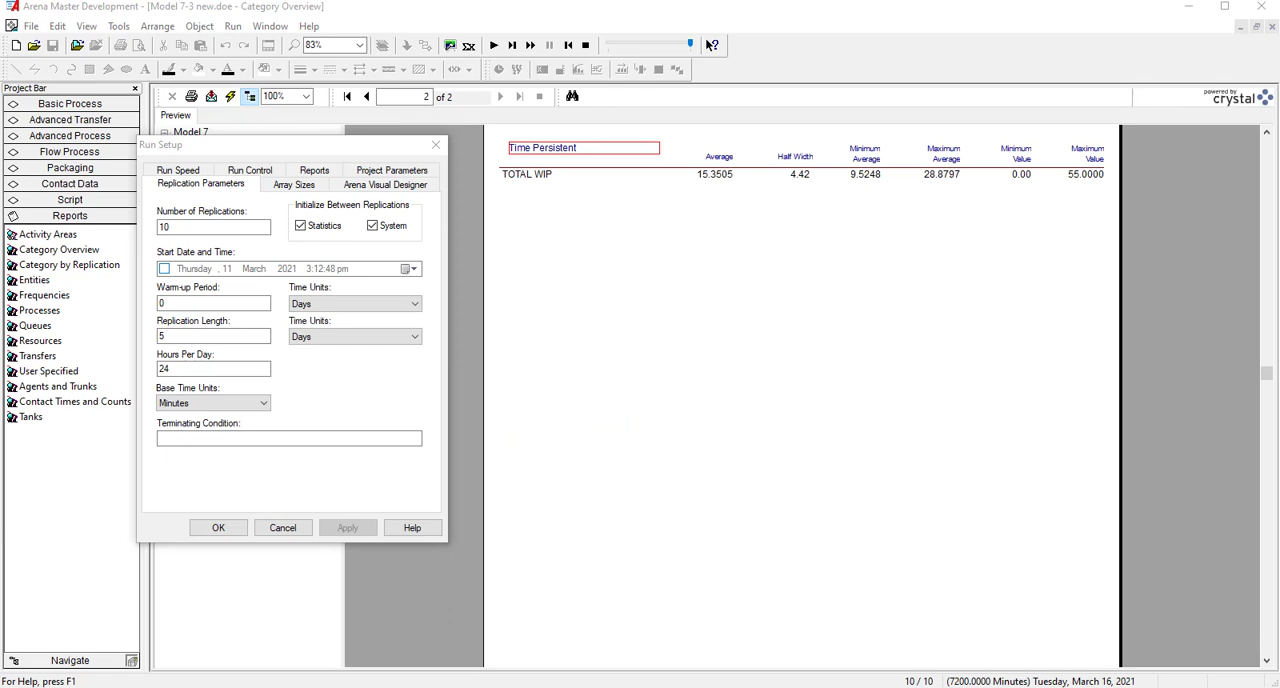 Arena Master Development - [Model 7-3 new.doe - Category Overview]
File Edit View Tools Arrange Object Run Window Help
83%
Project Bar
Basic Process
Advanced Transfer
Advanced Process
Flow Process
Packaging
Contact Data
Script
Reports
Activity Areas
Category Overview
Category by Replication
Entities
Frequencies
Processes
Queues
Resources
Transfers
User Specified
Agents and Trunks
Contact Times and Counts
Tanks
Navigate
100% 2 of 2
powered by
crystal
Preview
Model 7
Run Setup
Run Speed Run Control Reports Project Parameters
Replication Parameters Array Sizes Arena Visual Designer
Number of Replications:
10
Initialize Between Replications
Statistics System
Start Date and Time:
Thursday , 11 March 2021 3:12:48 pm
Warm-up Period: Time Units:
0 Days
Replication Length: Time Units:
5 Days
Hours Per Day:
24
Base Time Units:
Minutes
Terminating Condition:
OK Cancel Apply Help
Time Persistent
Average Half Width Minimum Average Maximum Average Minimum Value Maximum Value
TOTAL WIP 15.3505 4.42 9.5248 28.8797 0.00 55.0000
For Help, press F1
10 / 10 (7200.0000 Minutes) Tuesday, March 16, 2021